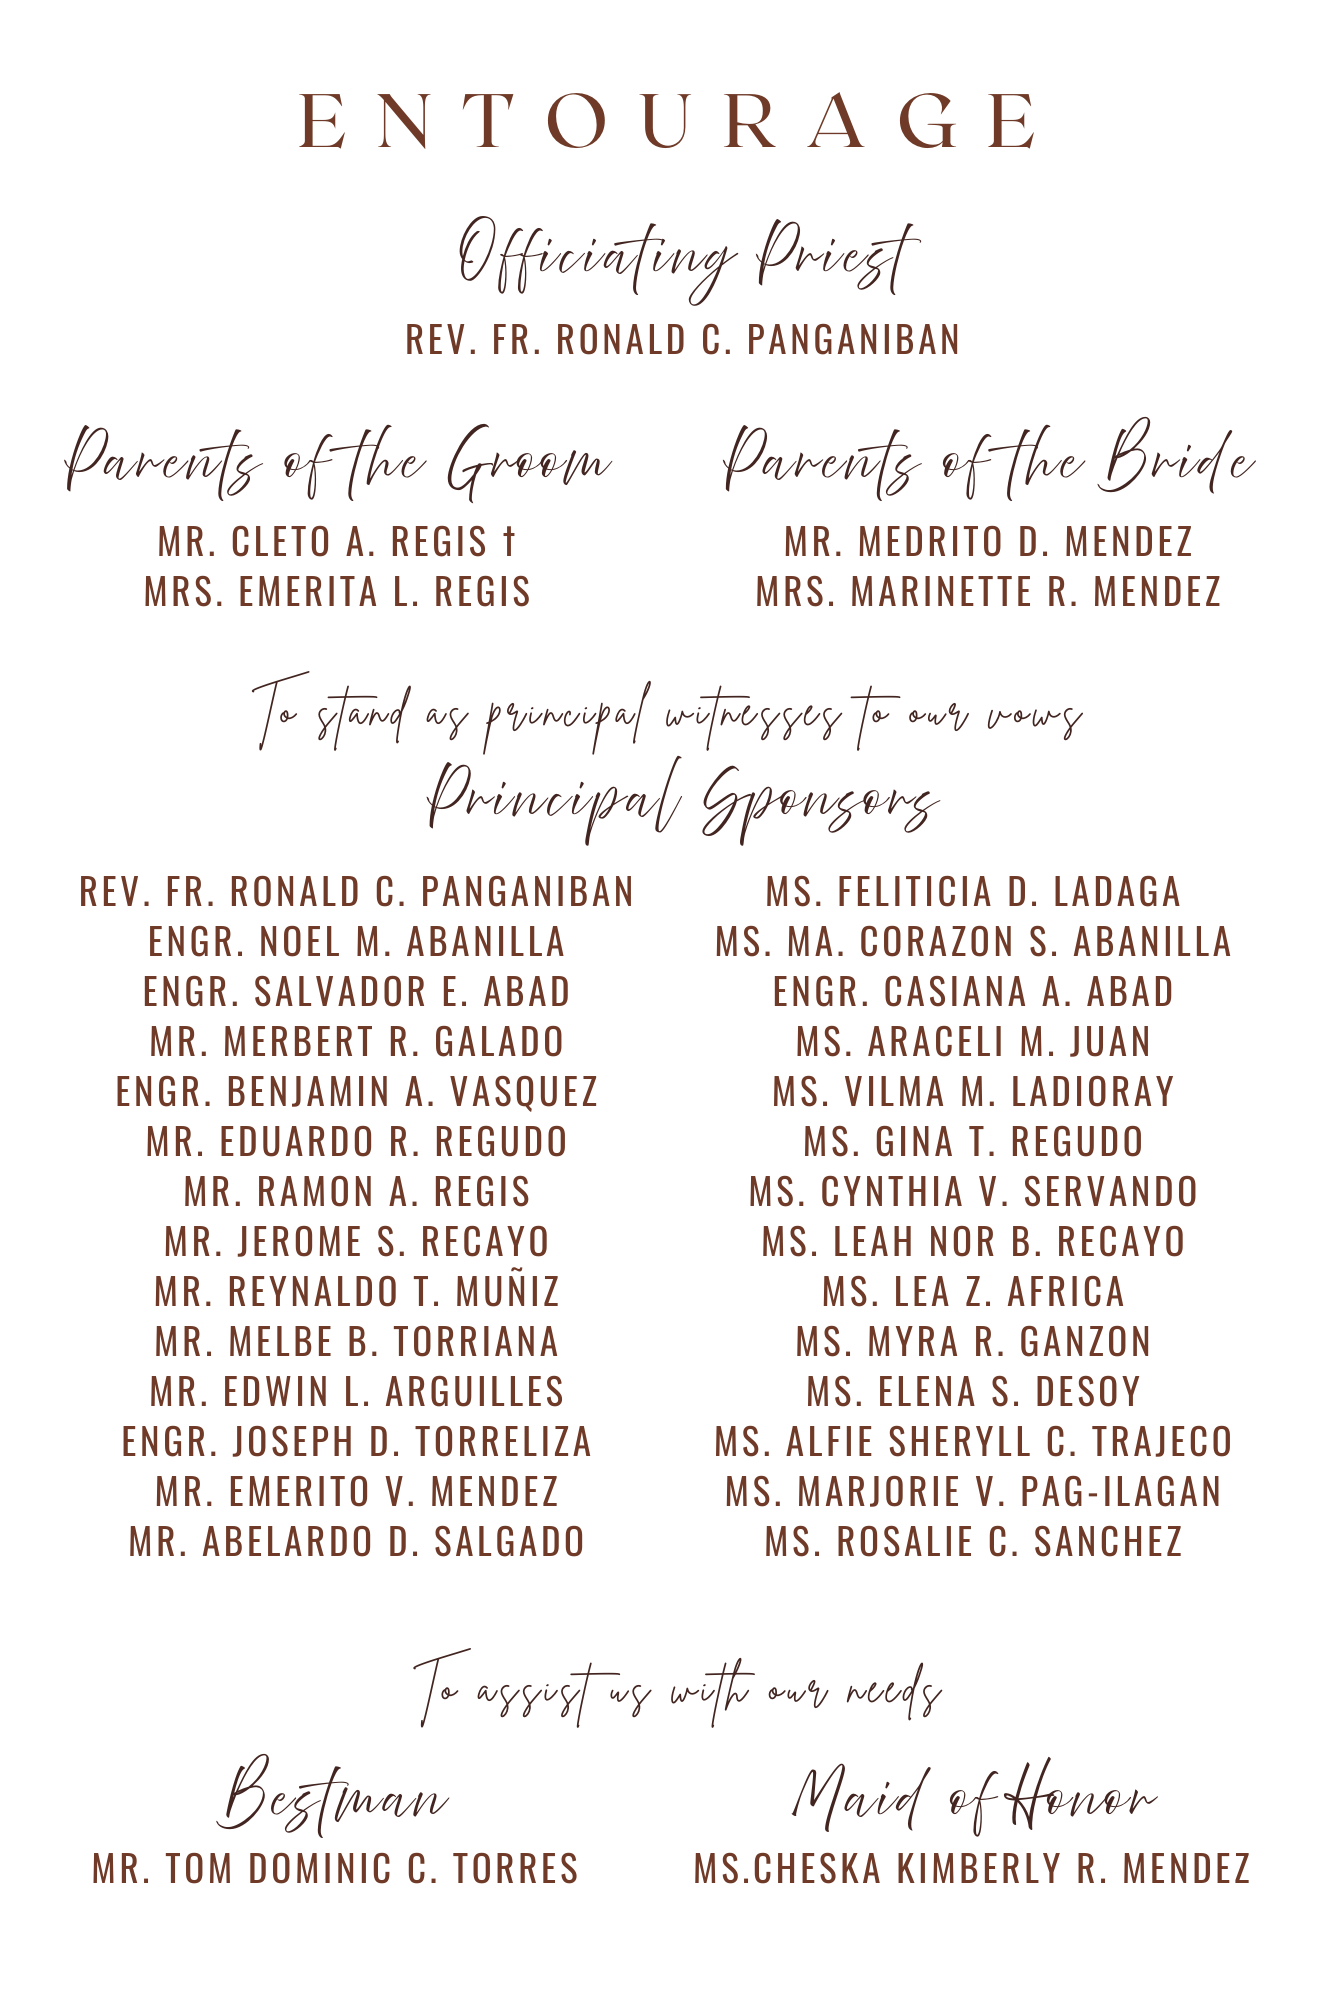 ENTOURAGE
Officiating Priest
REV. FR. RONALD C. PANGANIBAN
Parents of the Groom
MR. CLETO A. REGIS †
MRS. EMERITA L. REGIS
Parents of the Bride
MR. MEDRITO D. MENDEZ
MRS. MARINETTE R. MENDEZ
To stand as principal witnesses to our vows
Principal Sponsors
REV. FR. RONALD C. PANGANIBAN
ENGR. NOEL M. ABANILLA
ENGR. SALVADOR E. ABAD
MR. MERBERT R. GALADO
ENGR. BENJAMIN A. VASQUEZ
MR. EDUARDO R. REGUDO
MR. RAMON A. REGIS
MR. JEROME S. RECAYO
MR. REYNALDO T. MUÑIZ
MR. MELBE B. TORRIANA
MR. EDWIN L. ARGUILLES
ENGR. JOSEPH D. TORRELIZA
MR. EMERITO V. MENDEZ
MR. ABELARDO D. SALGADO
MS. FELITICIA D. LADAGA
MS. MA. CORAZON S. ABANILLA
ENGR. CASIANA A. ABAD
MS. ARACELI M. JUAN
MS. VILMA M. LADIORAY
MS. GINA T. REGUDO
MS. CYNTHIA V. SERVANDO
MS. LEAH NOR B. RECAYO
MS. LEA Z. AFRICA
MS. MYRA R. GANZON
MS. ELENA S. DESOY
MS. ALFIE SHERYLL C. TRAJECO
MS. MARJORIE V. PAG-ILAGAN
MS. ROSALIE C. SANCHEZ
To assist us with our needs
Bestman
MR. TOM DOMINIC C. TORRES
Maid of Honor
MS.CHESKA KIMBERLY R. MENDEZ